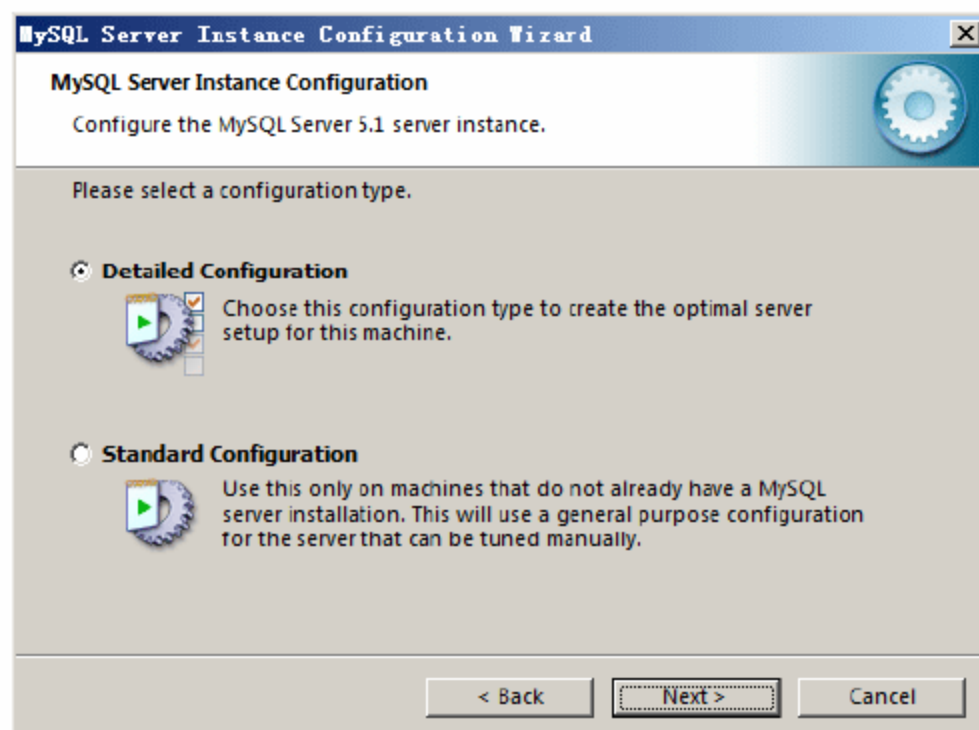 MySQL Server Instance Configuration Wizard
MySQL Server Instance Configuration
Configure the MySQL Server 5.1 server instance.
Please select a configuration type.
Detailed Configuration
Choose this configuration type to create the optimal server
setup for this machine.
Standard Configuration
Use this only on machines that do not already have a MySQL
server installation. This will use a general purpose configuration
for the server that can be tuned manually.
< Back
Next >
Cancel